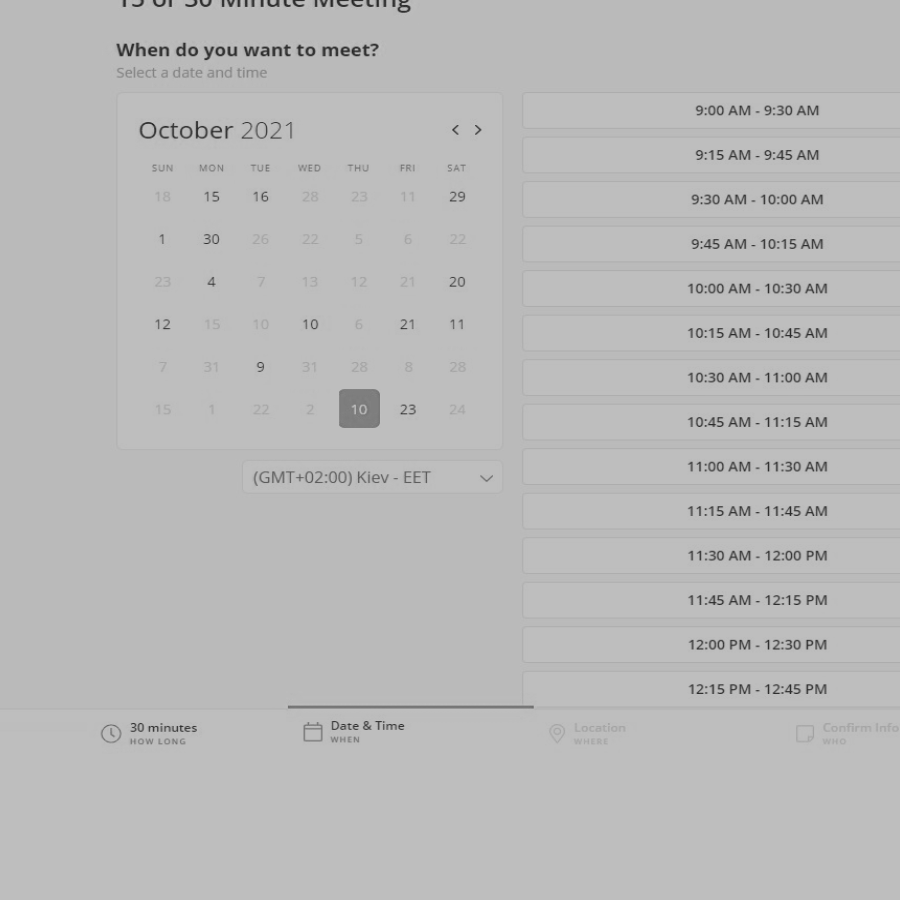 15 or 30 Minute Meeting
When do you want to meet?
Select a date and time
October 2021
SUN MON TUE WED THU FRI SAT
18 15 16 28 23 11 29
1 30 26 22 5 6 22
23 4 7 13 12 21 20
12 15 10 10 6 21 11
7 31 9 31 28 8 28
15 1 22 2 10 23 24
(GMT+02:00) Kiev - EET
9:00 AM - 9:30 AM
9:15 AM - 9:45 AM
9:30 AM - 10:00 AM
9:45 AM - 10:15 AM
10:00 AM - 10:30 AM
10:15 AM - 10:45 AM
10:30 AM - 11:00 AM
10:45 AM - 11:15 AM
11:00 AM - 11:30 AM
11:15 AM - 11:45 AM
11:30 AM - 12:00 PM
11:45 AM - 12:15 PM
12:00 PM - 12:30 PM
12:15 PM - 12:45 PM
30 minutes
HOW LONG
Date & Time
WHEN
Location
WHERE
Confirm Info
WHO